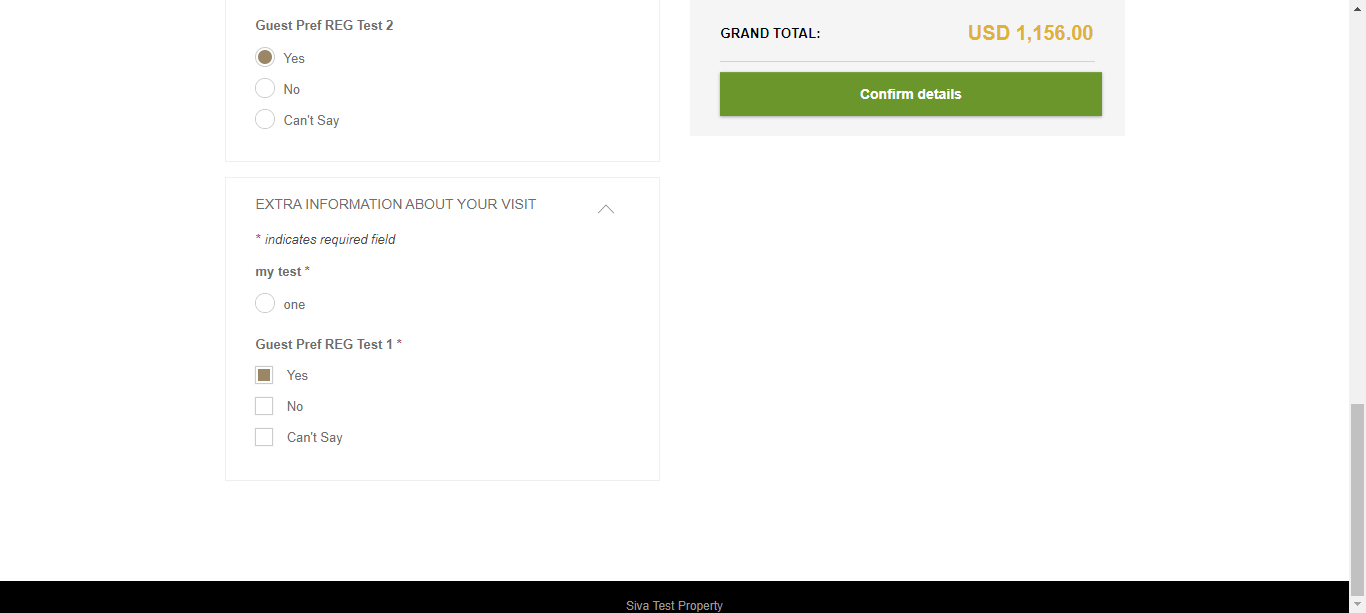 Guest Pref REG Test 2
Yes
No
Can't Say
GRAND TOTAL: USD 1,156.00
Confirm details
EXTRA INFORMATION ABOUT YOUR VISIT
* indicates required field
my test *
one
Guest Pref REG Test 1 *
Yes
No
Can't Say
Siva Test Property